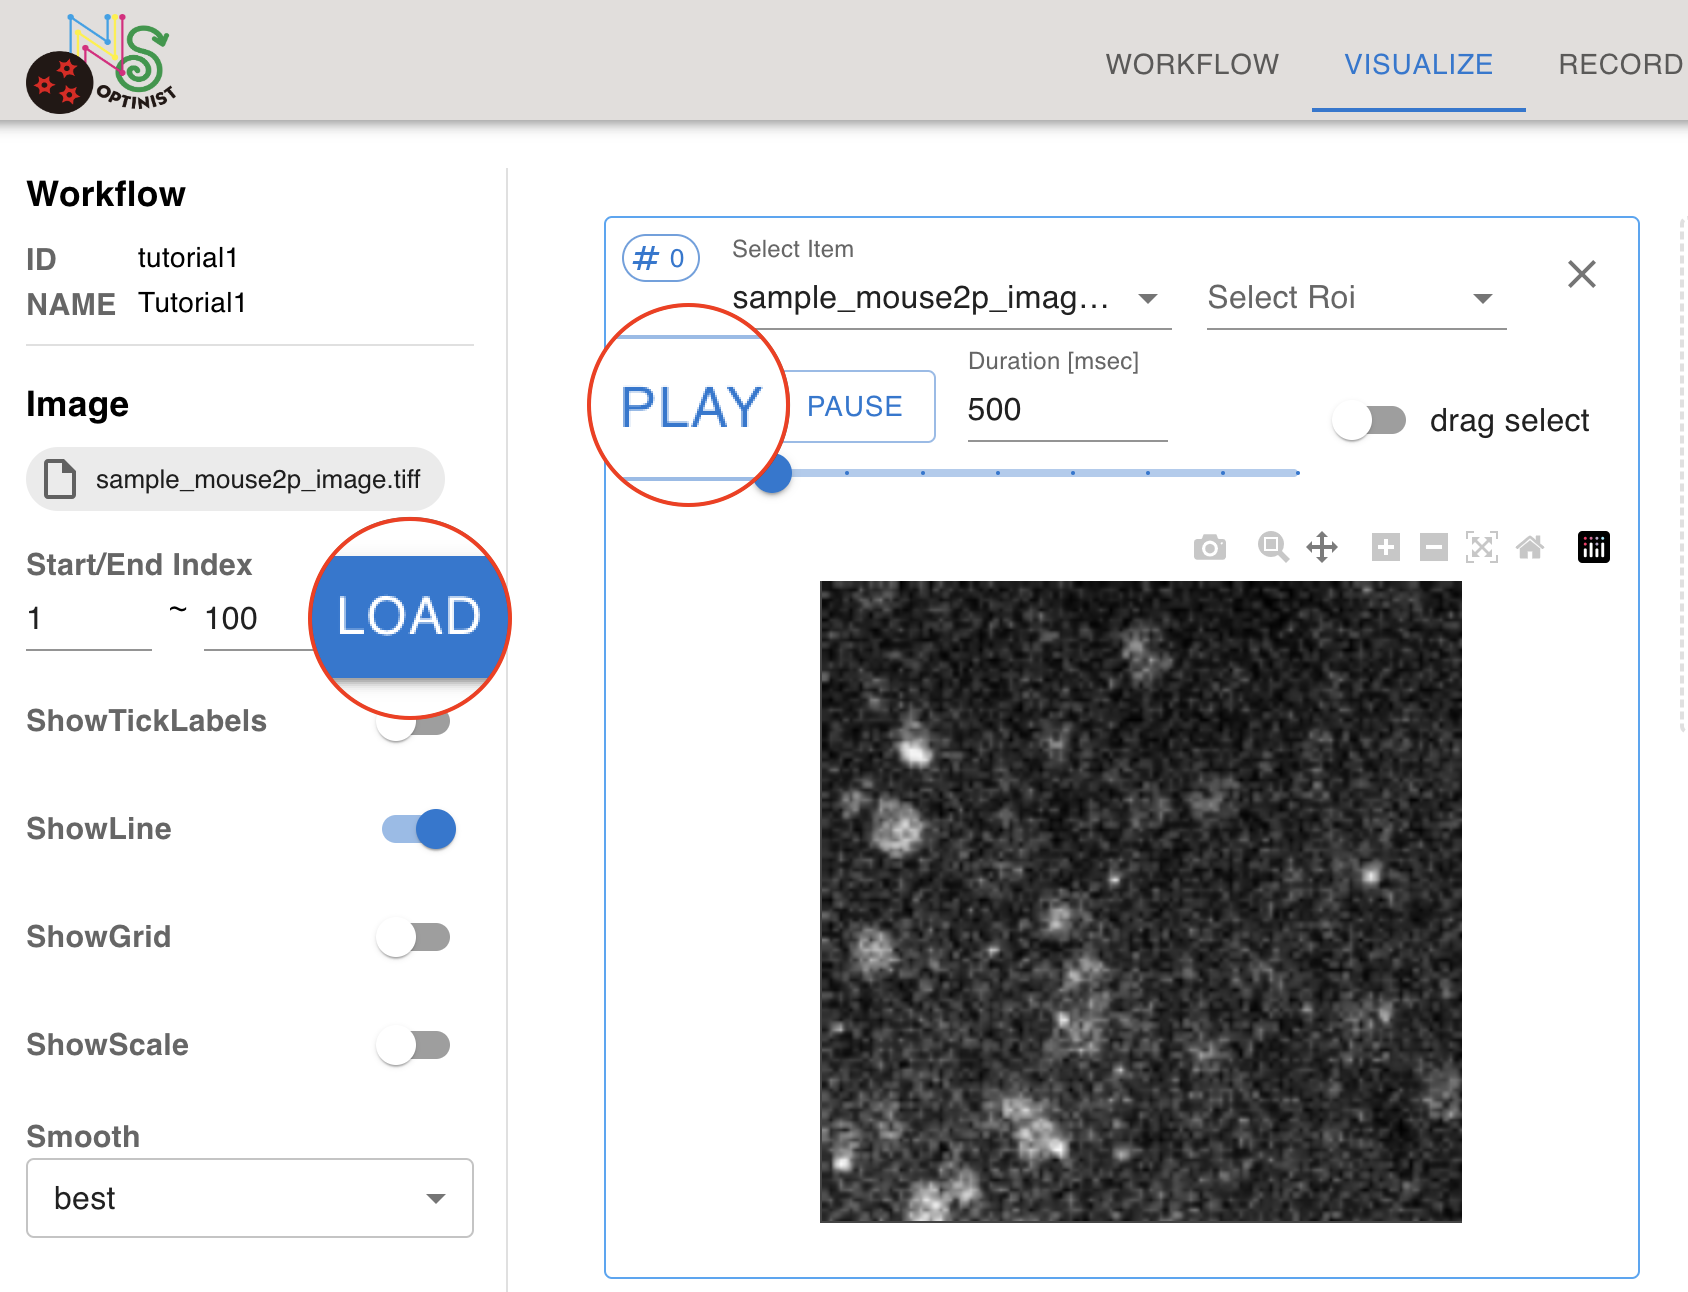 OPTINIST
WORKFLOW VISUALIZE RECORD
Workflow
ID tutorial1
NAME Tutorial1
Image
sample_mouse2p_image.tiff
Start/End Index
1 ~ 100
LOAD
ShowTickLabels
ShowLine
ShowGrid
ShowScale
Smooth
best
# 0
Select Item
sample_mouse2p_imag...
Select Roi
PLAY
PAUSE
Duration [msec]
500
drag select